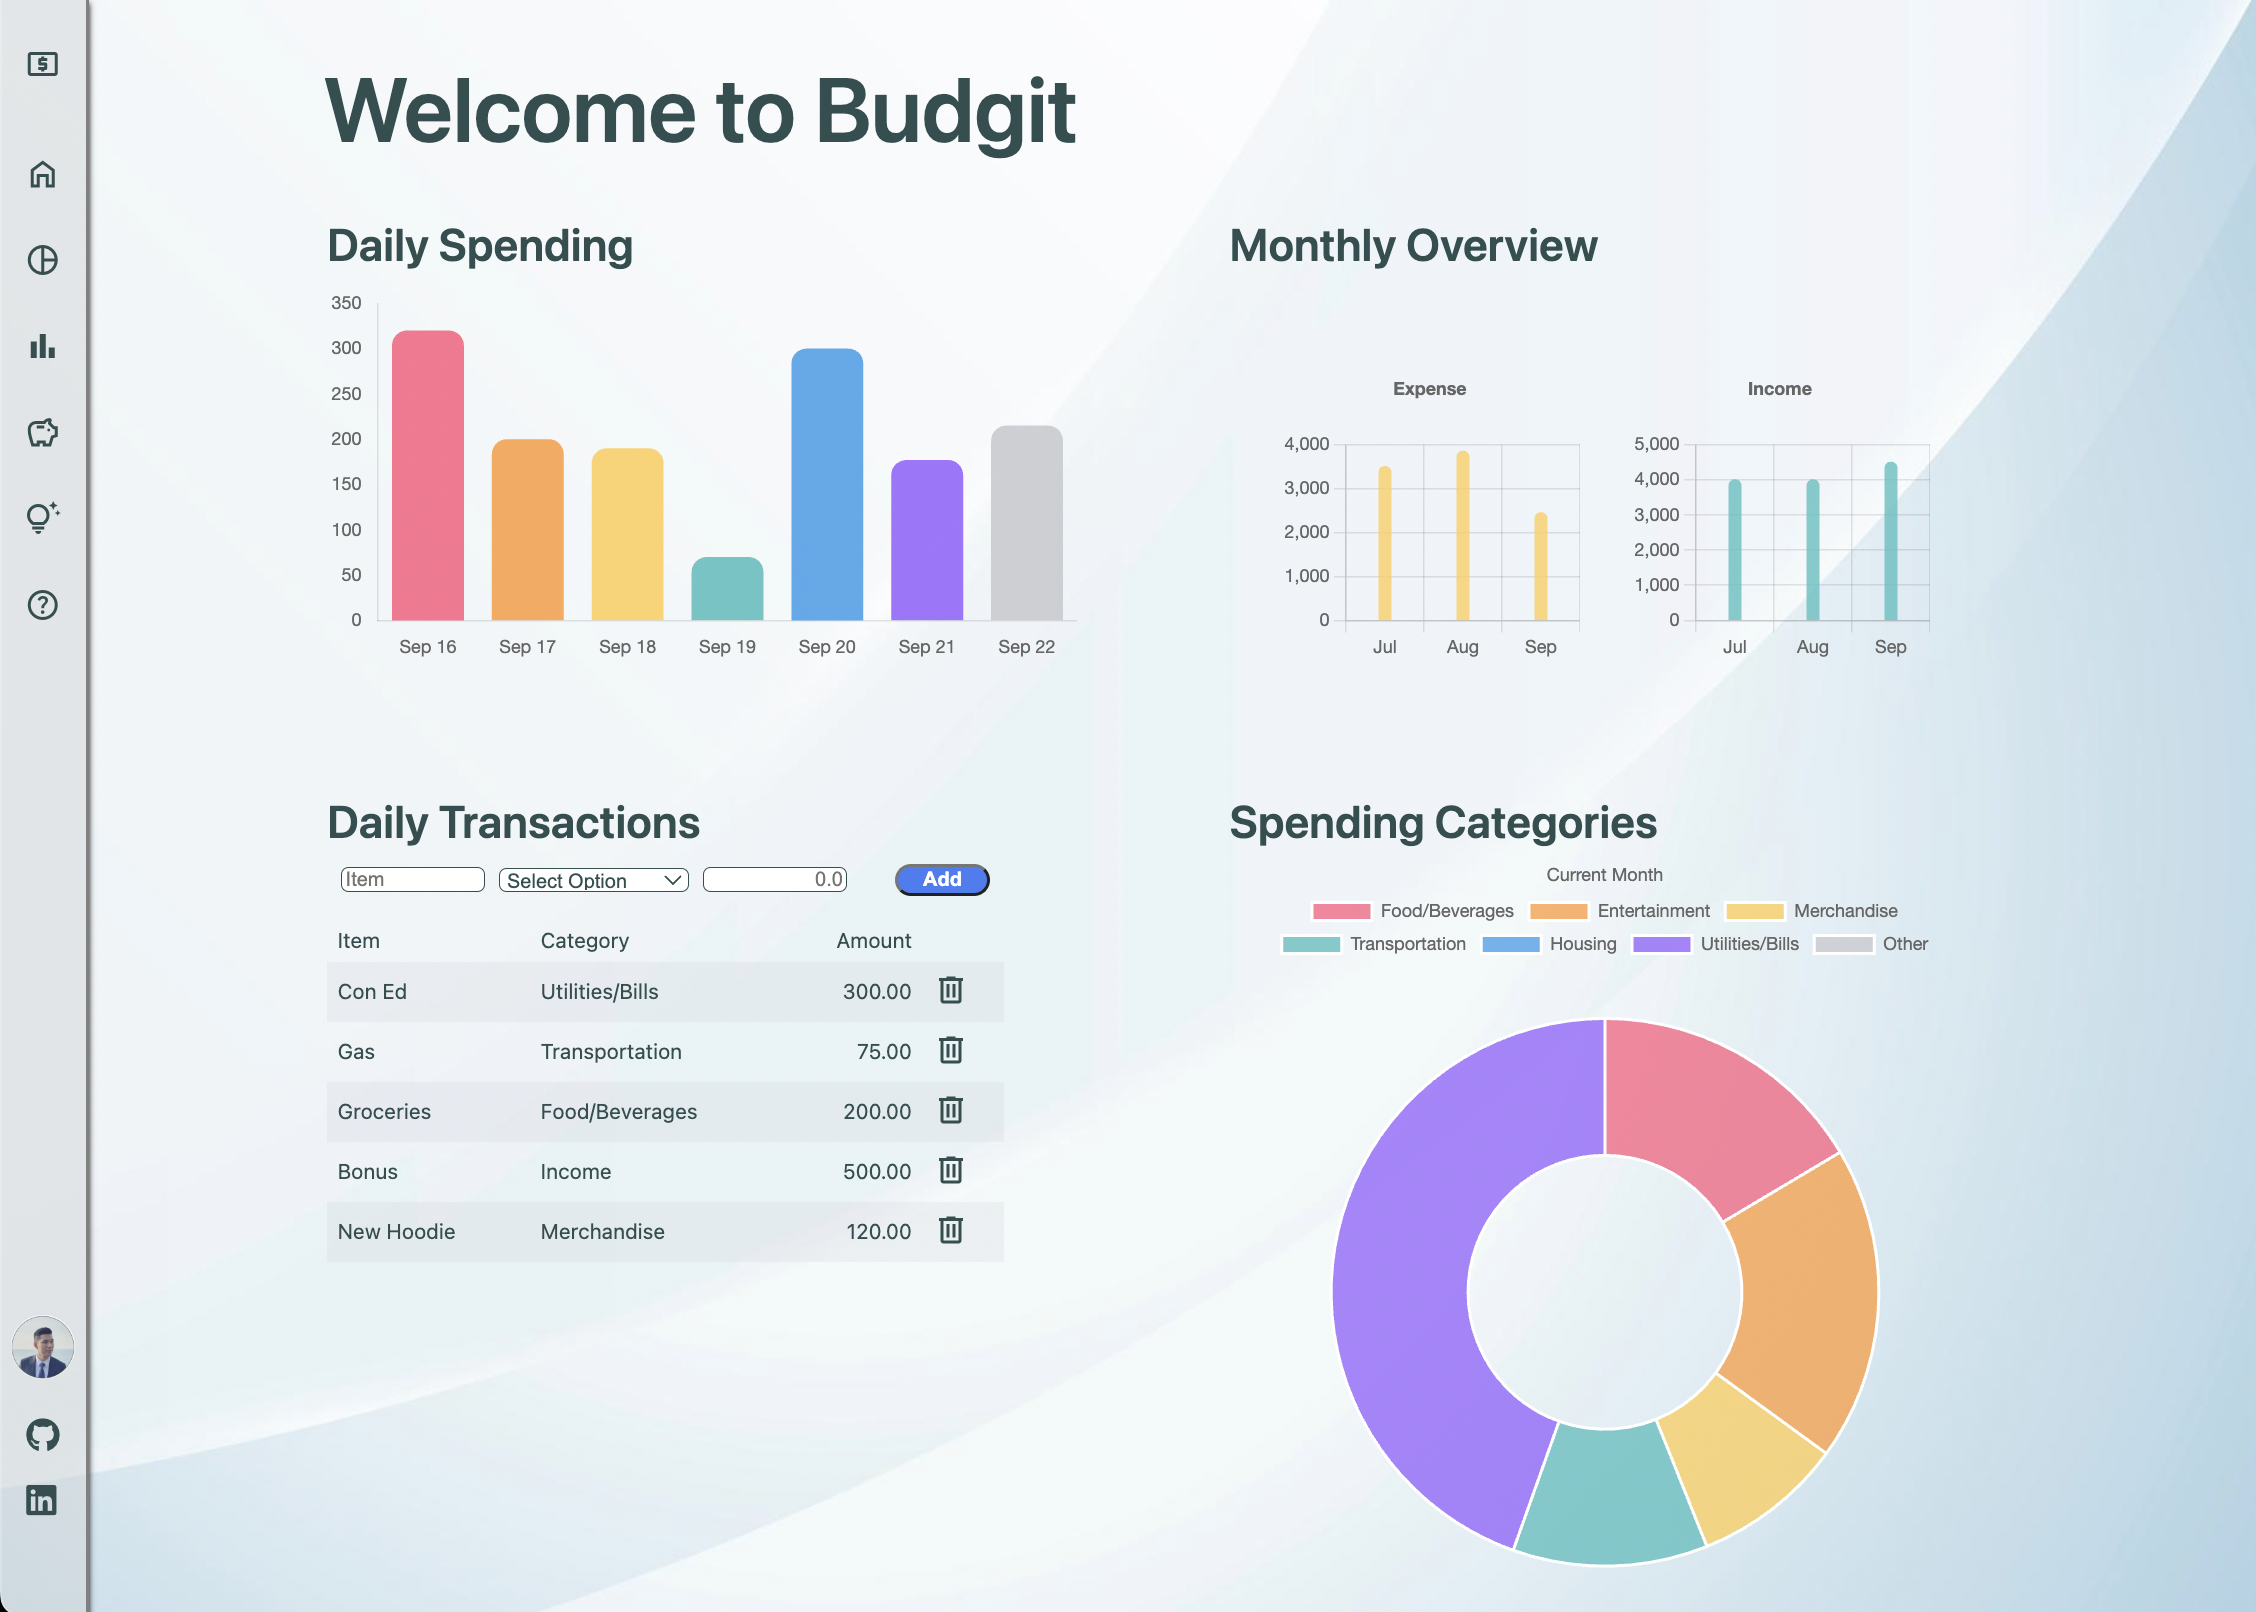 Welcome to Budgit
Daily Spending
350
300
250
200
150
100
50
0
Sep 16 Sep 17 Sep 18 Sep 19 Sep 20 Sep 21 Sep 22
Monthly Overview
Expense
4,000
3,000
2,000
1,000
0
Jul Aug Sep
Income
5,000
4,000
3,000
2,000
1,000
0
Jul Aug Sep
Daily Transactions
Item Select Option 0.0 Add
Item Category Amount
Con Ed Utilities/Bills 300.00
Gas Transportation 75.00
Groceries Food/Beverages 200.00
Bonus Income 500.00
New Hoodie Merchandise 120.00
Spending Categories
Current Month
Food/Beverages Entertainment Merchandise
Transportation Housing Utilities/Bills Other
$
?
in